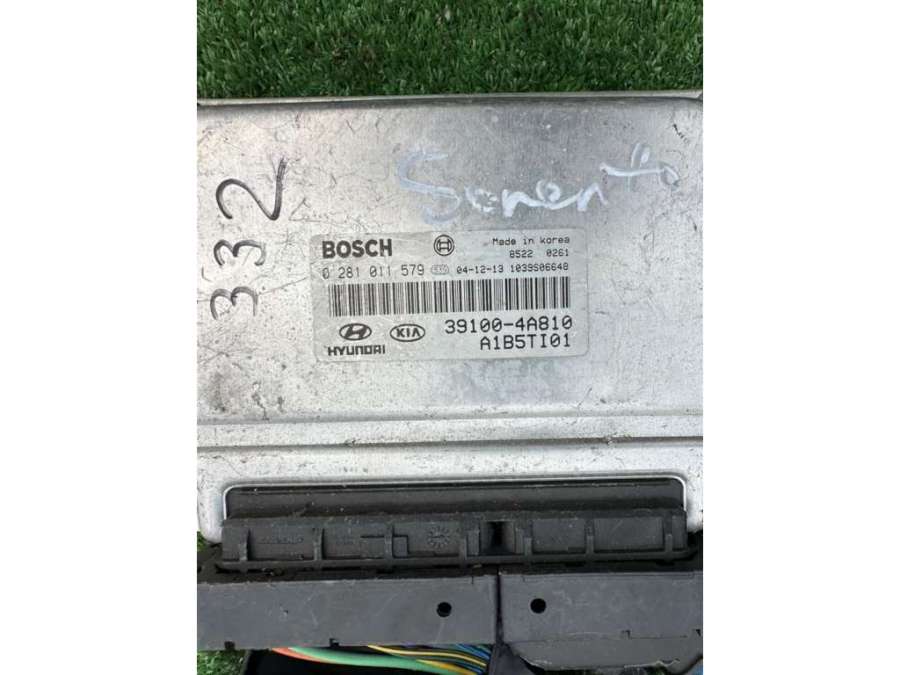 Sorento
332
BOSCH
Made in korea
8522 0261
0 281 011 579 04-12-13 1039S06648
39100-4A810
HYUNDAI KIA
A1B5TI01